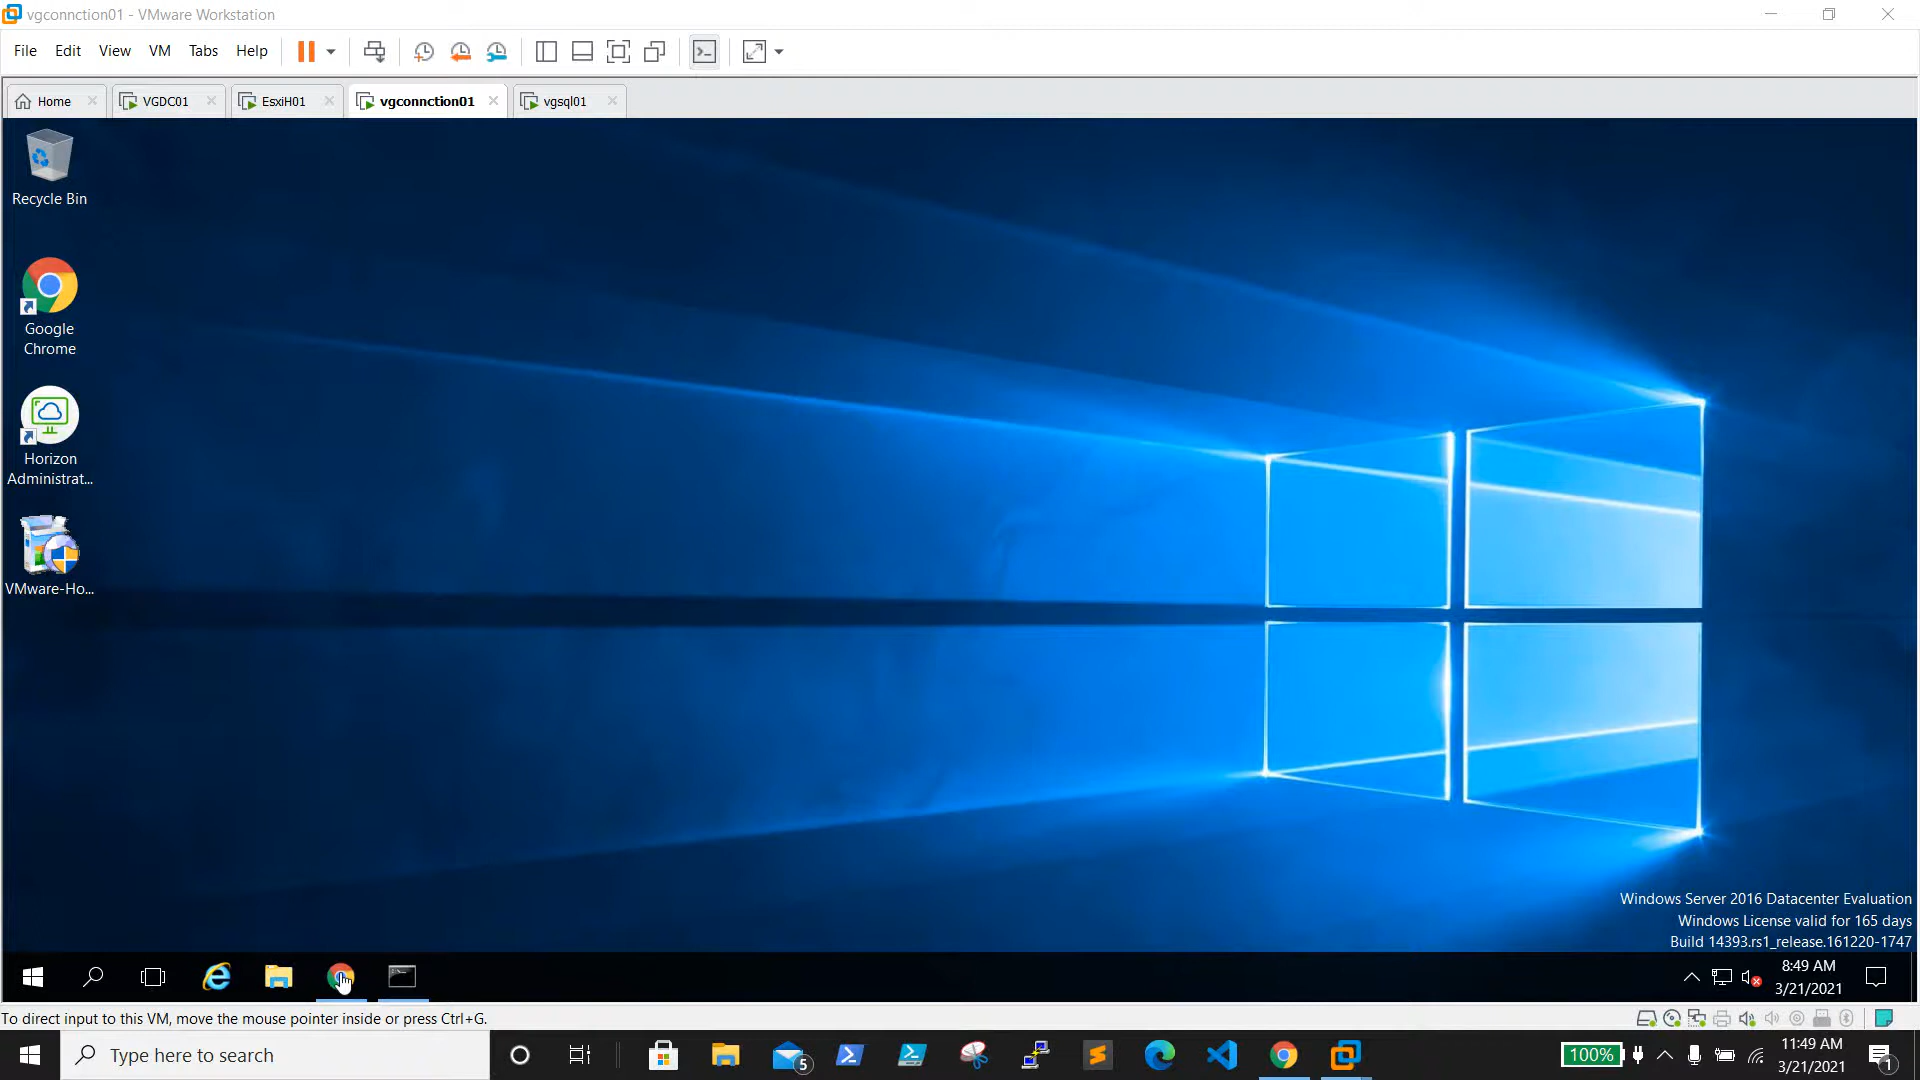 vgconnction01 - VMware Workstation
File Edit View VM Tabs Help
Home VGDC01 EsxiH01 vgconnction01 vgsql01
Recycle Bin
Google
Chrome
Horizon
Administrat...
VMware-Ho...
Windows Server 2016 Datacenter Evaluation
Windows License valid for 165 days
Build 14393.rs1_release.161220-1747
8:49 AM
3/21/2021
To direct input to this VM, move the mouse pointer inside or press Ctrl+G.
Type here to search
5
100%
11:49 AM
3/21/2021
1